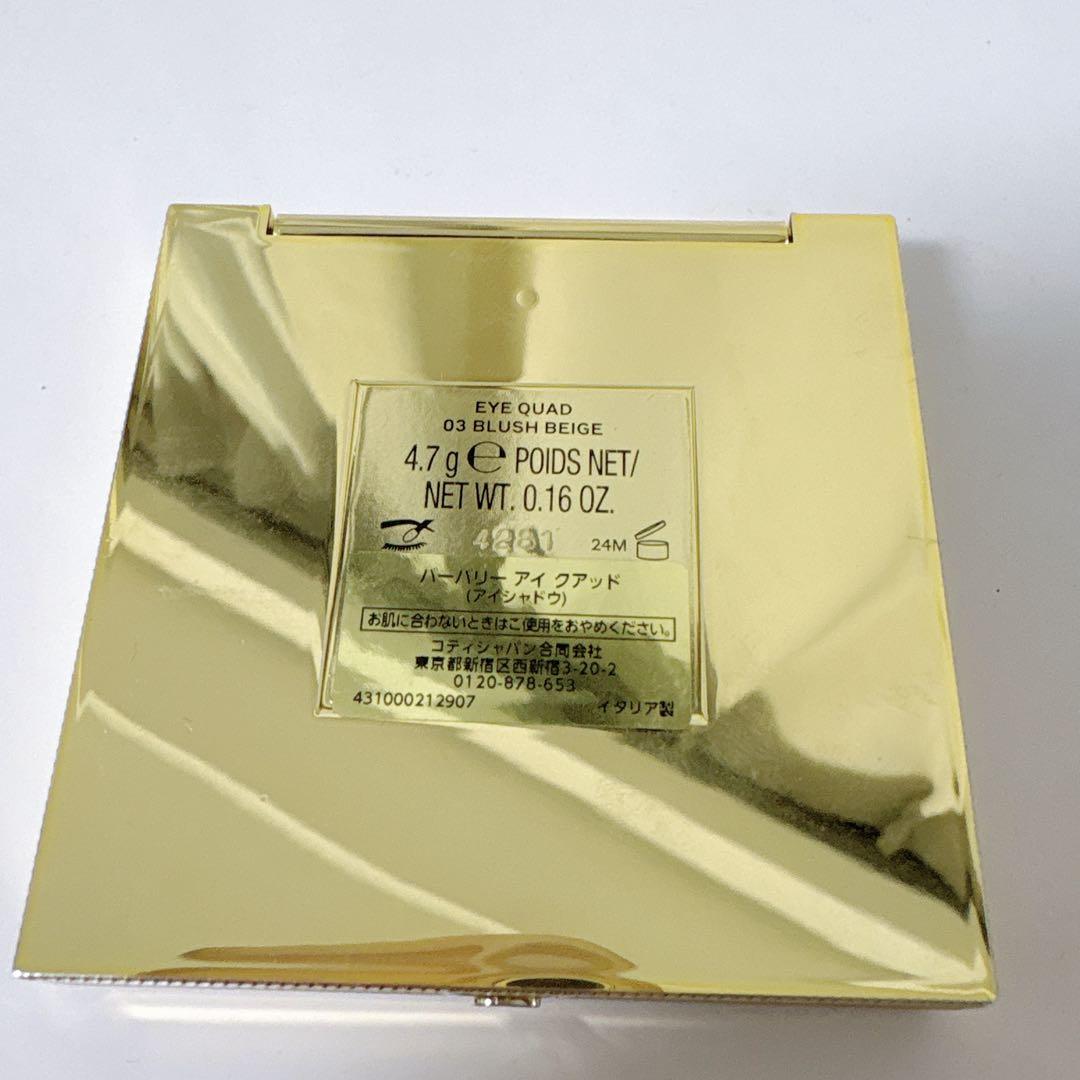 EYE QUAD
03 BLUSH BEIGE
4.7 g ℮ POIDS NET/
NET WT. 0.16 OZ.
4281 24M
バーバリー アイ クアッド
(アイシャドウ)
お肌に合わないときはご使用をおやめください。
コティジャパン合同会社
東京都新宿区西新宿3-20-2
0120-878-653
431000212907 イタリア製